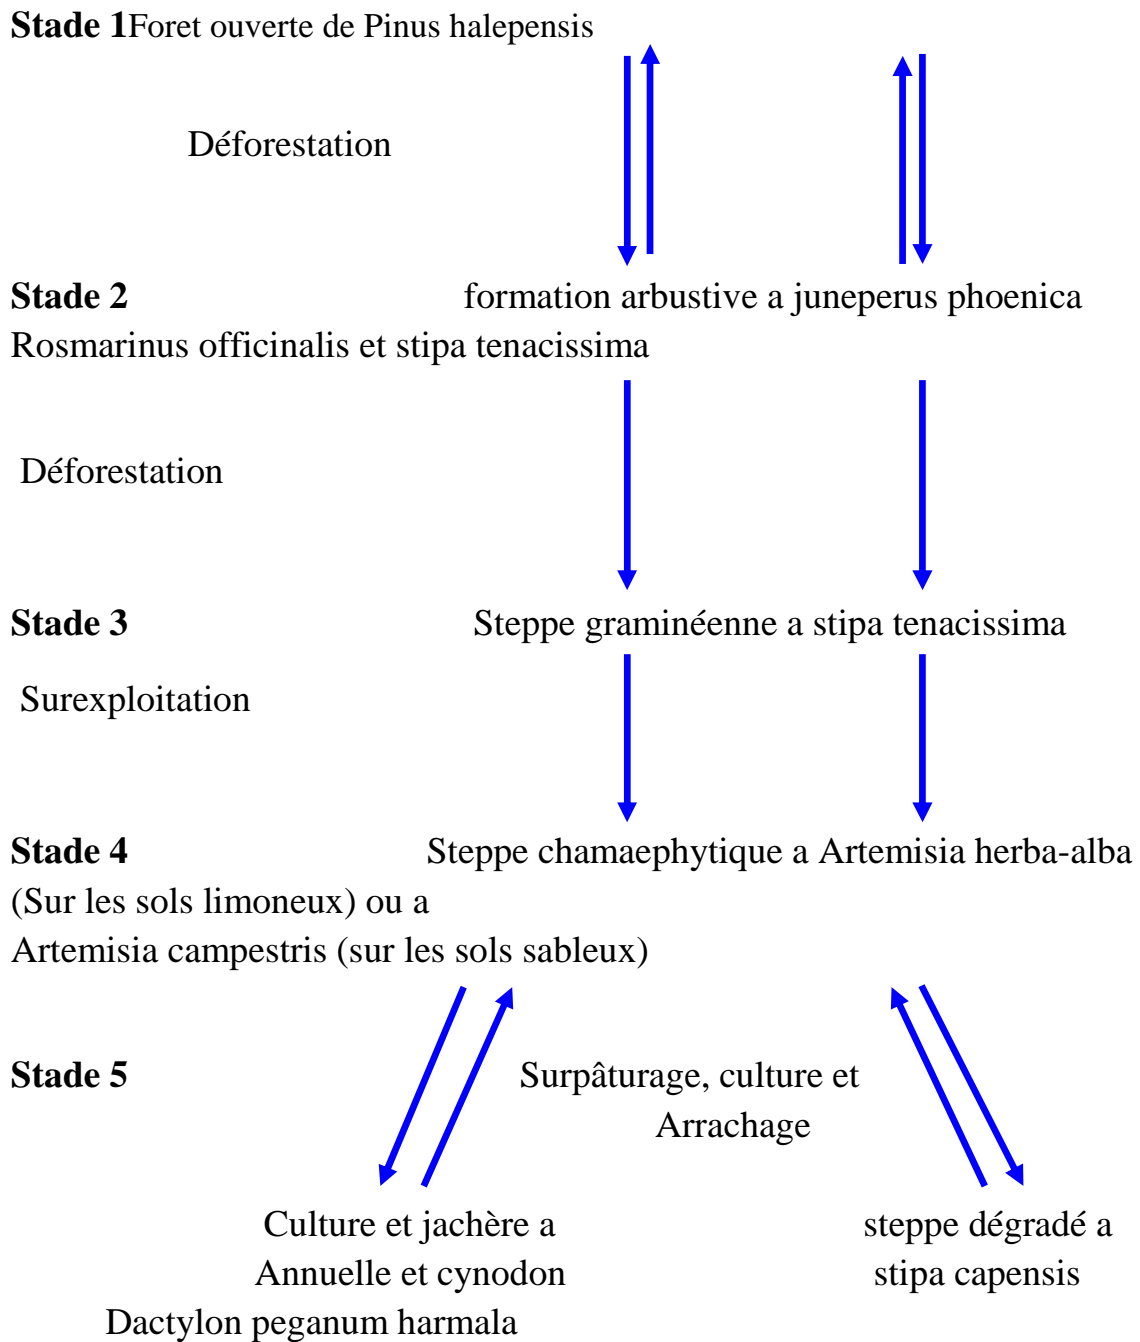 Stade 1Foret ouverte de Pinus halepensis
Déforestation
Stade 2 formation arbustive a juneperus phoenica
Rosmarinus officinalis et stipa tenacissima
Déforestation
Stade 3 Steppe graminéenne a stipa tenacissima
Surexploitation
Stade 4 Steppe chamaephytique a Artemisia herba-alba
(Sur les sols limoneux) ou a
Artemisia campestris (sur les sols sableux)
Stade 5 Surpâturage, culture et
Arrachage
Culture et jachère a steppe dégradé a
Annuelle et cynodon stipa capensis
Dactylon peganum harmala